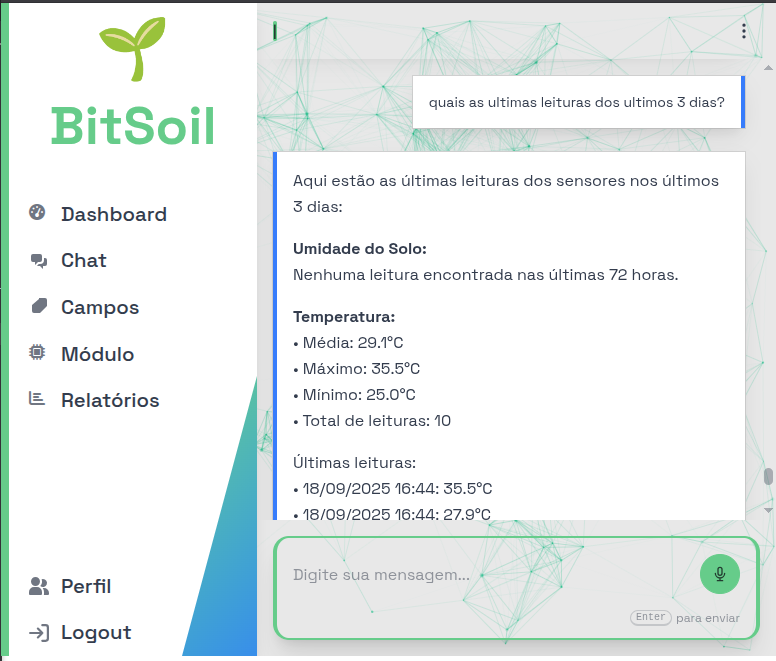 BitSoil
Dashboard
Chat
Campos
Módulo
Relatórios
Perfil
Logout
quais as ultimas leituras dos ultimos 3 dias?
Aqui estão as últimas leituras dos sensores nos últimos
3 dias:
Umidade do Solo:
Nenhuma leitura encontrada nas últimas 72 horas.
Temperatura:
• Média: 29.1°C
• Máximo: 35.5°C
• Mínimo: 25.0°C
• Total de leituras: 10
Últimas leituras:
• 18/09/2025 16:44: 35.5°C
• 18/09/2025 16:44: 27.9°C
Digite sua mensagem...
Enter para enviar